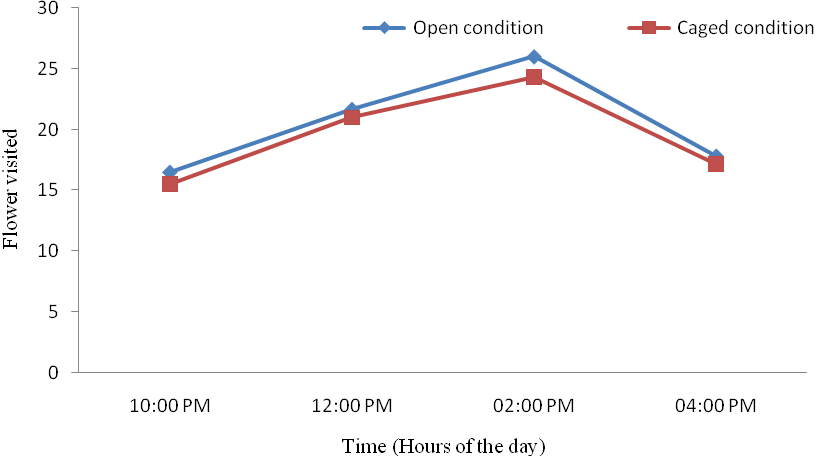 30
Open condition
Caged condition
25
20
15
10
5
0
Flower visited
10:00 PM
12:00 PM
02:00 PM
04:00 PM
Time (Hours of the day)